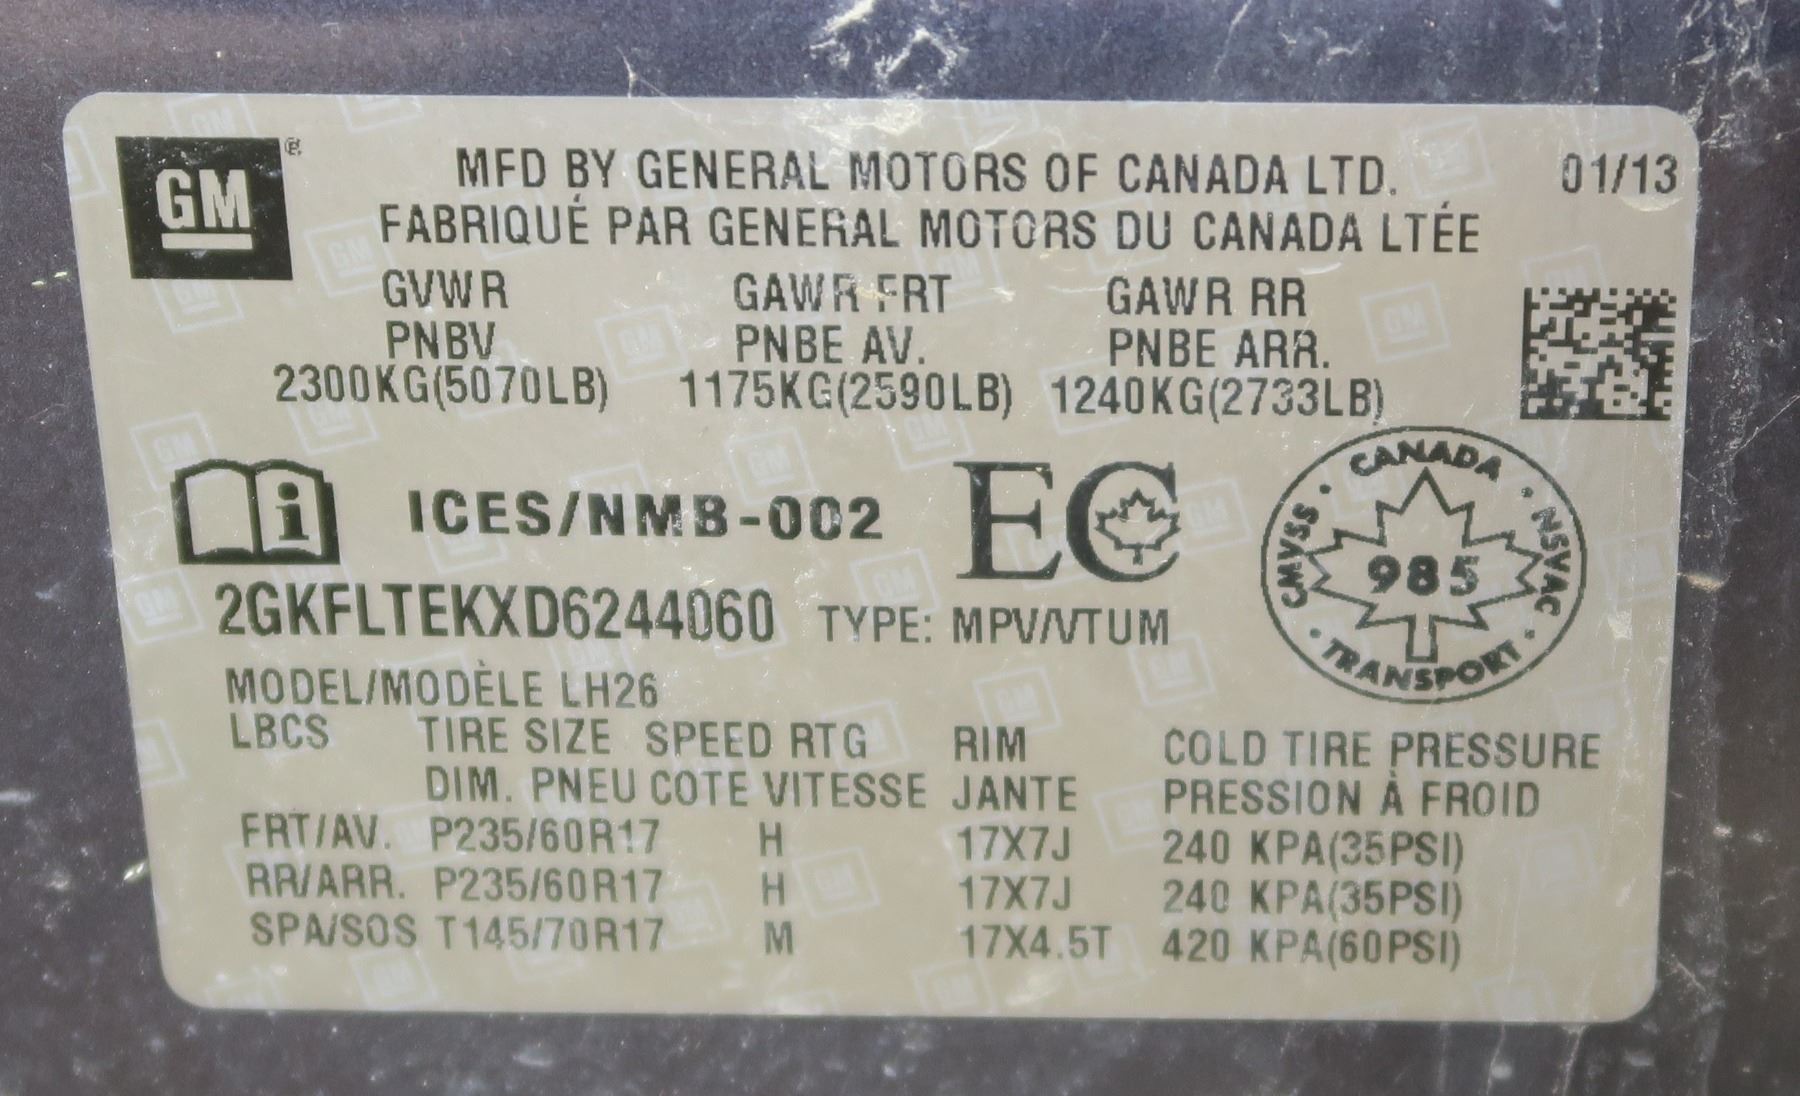 GM ®
MFD BY GENERAL MOTORS OF CANADA LTD. 01/13
FABRIQUÉ PAR GENERAL MOTORS DU CANADA LTÉE
GVWR GAWR FRT GAWR RR
PNBV PNBE AV. PNBE ARR.
2300KG(5070LB) 1175KG(2590LB) 1240KG(2733LB)
ICES/NMB-002 EC
CANADA
CMVSS · 985 · NSVAC
· TRANSPORT ·
2GKFLTEKXD6244060 TYPE: MPV/VTUM
MODEL/MODÈLE LH26
LBCS TIRE SIZE SPEED RTG RIM COLD TIRE PRESSURE
DIM. PNEU COTE VITESSE JANTE PRESSION À FROID
FRT/AV. P235/60R17 H 17X7J 240 KPA(35PSI)
RR/ARR. P235/60R17 H 17X7J 240 KPA(35PSI)
SPA/SOS T145/70R17 M 17X4.5T 420 KPA(60PSI)